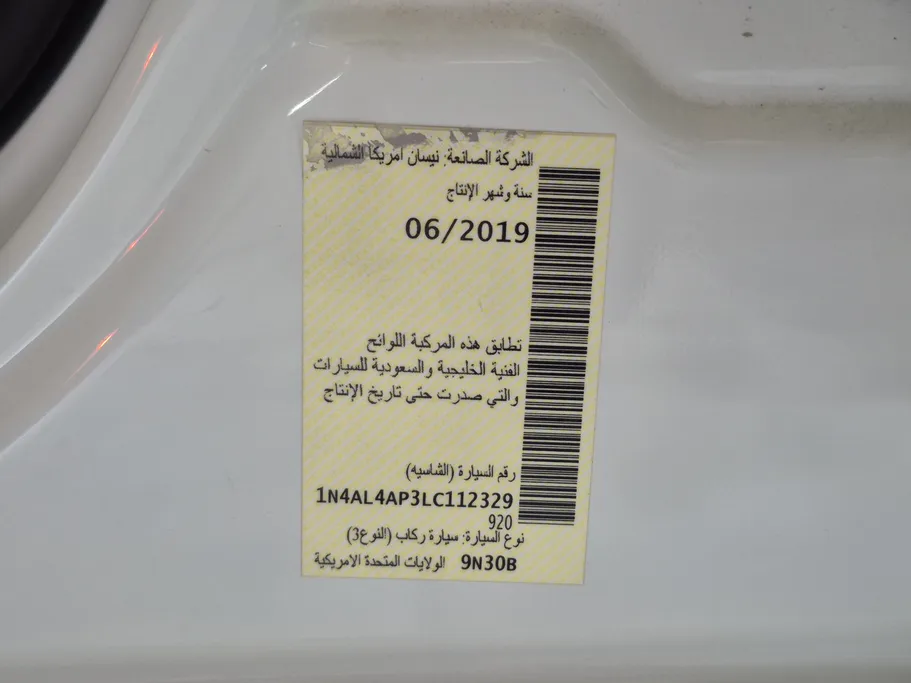 الشركة الصانعة: نيسان امريكا الشمالية
سنة وشهر الإنتاج
06/2019
تطابق هذه المركبة اللوائح
الفنية الخليجية والسعودية للسيارات
والتي صدرت حتى تاريخ الإنتاج
رقم السيارة (الشاسيه)
1N4AL4AP3LC112329
920
نوع السيارة: سيارة ركاب (النوع3)
9N30B الولايات المتحدة الامريكية